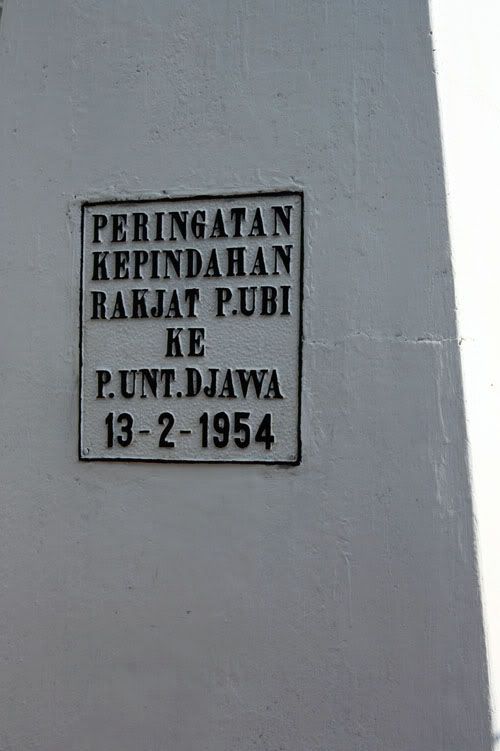 PERINGATAN
KEPINDAHAN
RAKJAT P.UBI
KE
P.UNT.DJAWA
13-2-1954